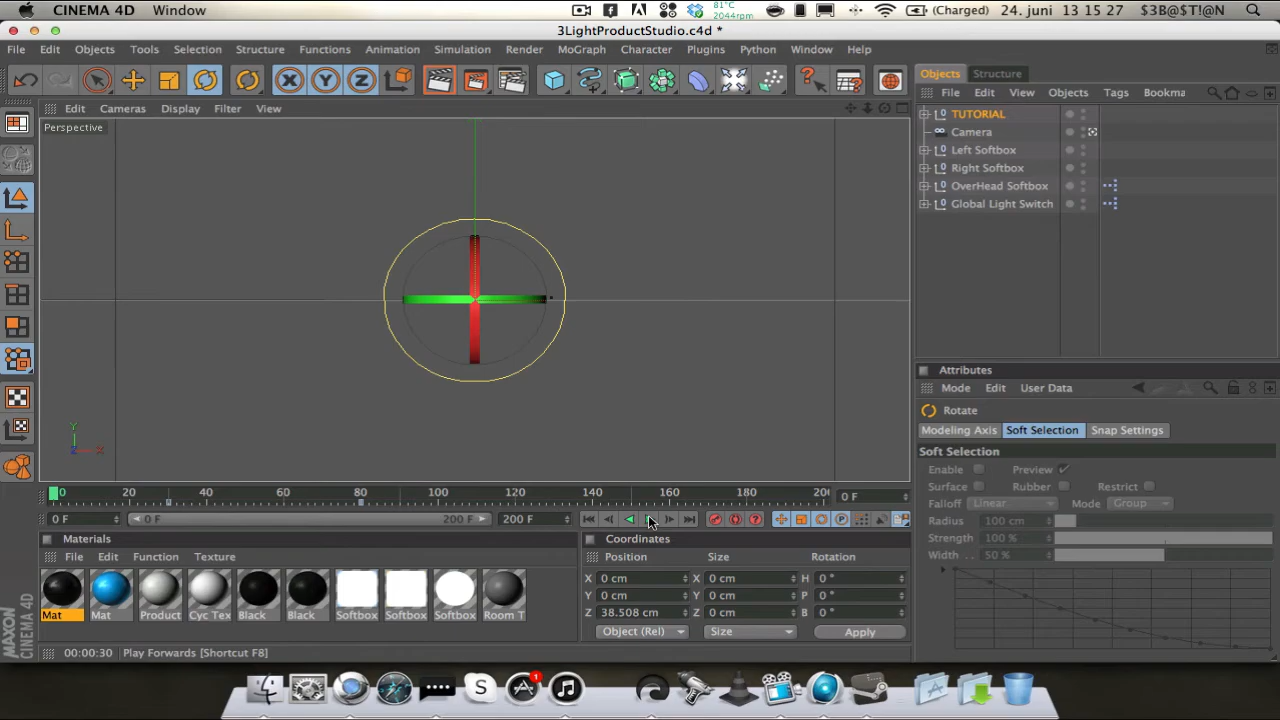 CINEMA 4D Window 81°C 2044rpm (Charged) 24. juni 13 15 27 $3B@$T!@N
3LightProductStudio.c4d *
File Edit Objects Tools Selection Structure Functions Animation Simulation Render MoGraph Character Plugins Python Window Help
X Y Z
Objects Structure
Edit Cameras Display Filter View
File Edit View Objects Tags Bookma
Perspective
TUTORIAL
Camera
Left Softbox
Right Softbox
OverHead Softbox
Global Light Switch
Attributes
Mode Edit User Data
Rotate
Modeling Axis Soft Selection Snap Settings
Soft Selection
Enable Preview
Surface Rubber Restrict
Falloff Linear Mode Group
Radius 100 cm
Strength 100 %
Width . . 50 %
Y
Z X
0 20 40 60 80 100 120 140 160 180 20 0 F
0 F 0 F 200 F 200 F
Materials
File Edit Function Texture
Mat Mat Product Cyc Tex Black Black Softbox Softbox Softbox Room T
Coordinates
Position Size Rotation
X 0 cm X 0 cm H 0 °
Y 0 cm Y 0 cm P 0 °
Z 38.508 cm Z 0 cm B 0 °
Object (Rel) Size Apply
MAXON CINEMA 4D
00:00:30 Play Forwards [Shortcut F8]
1